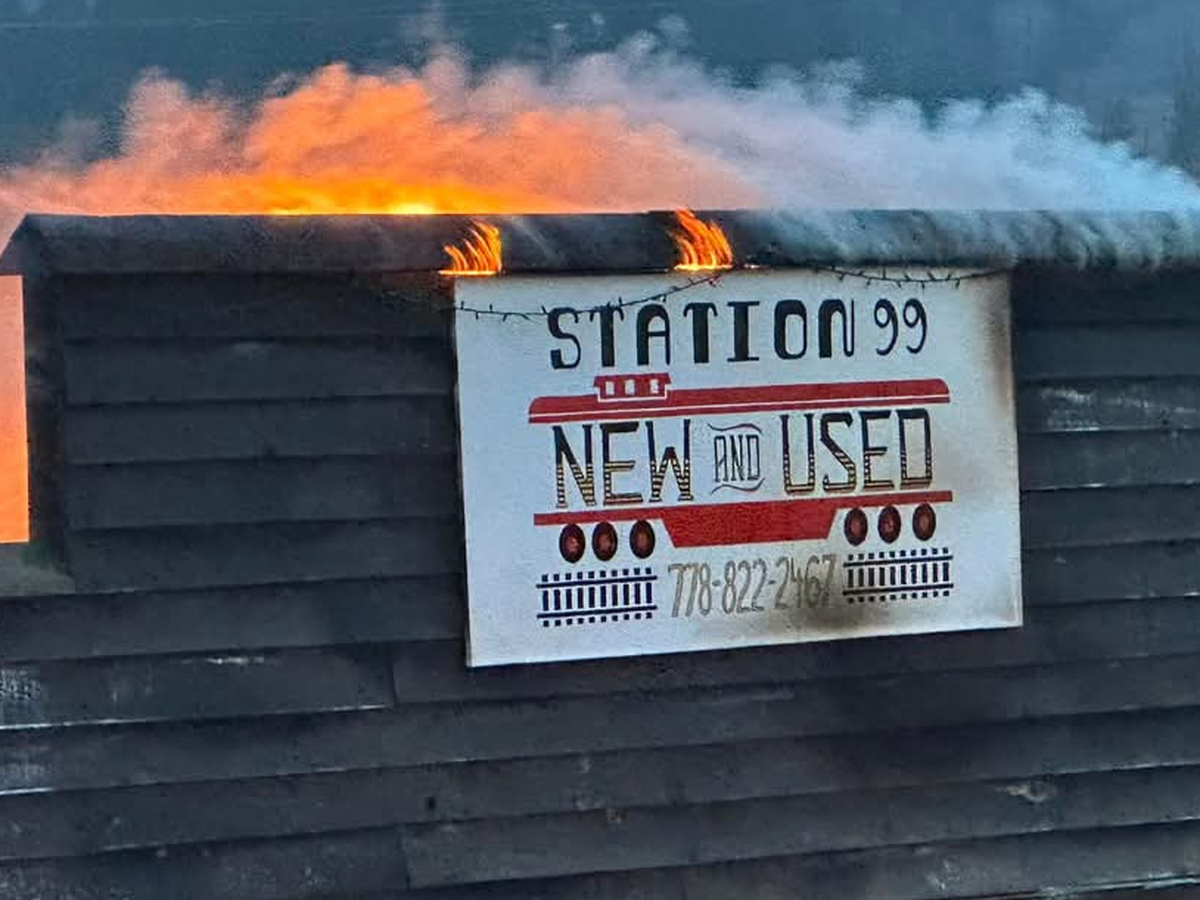 STATION 99
NEW AND USED
778-822-2467